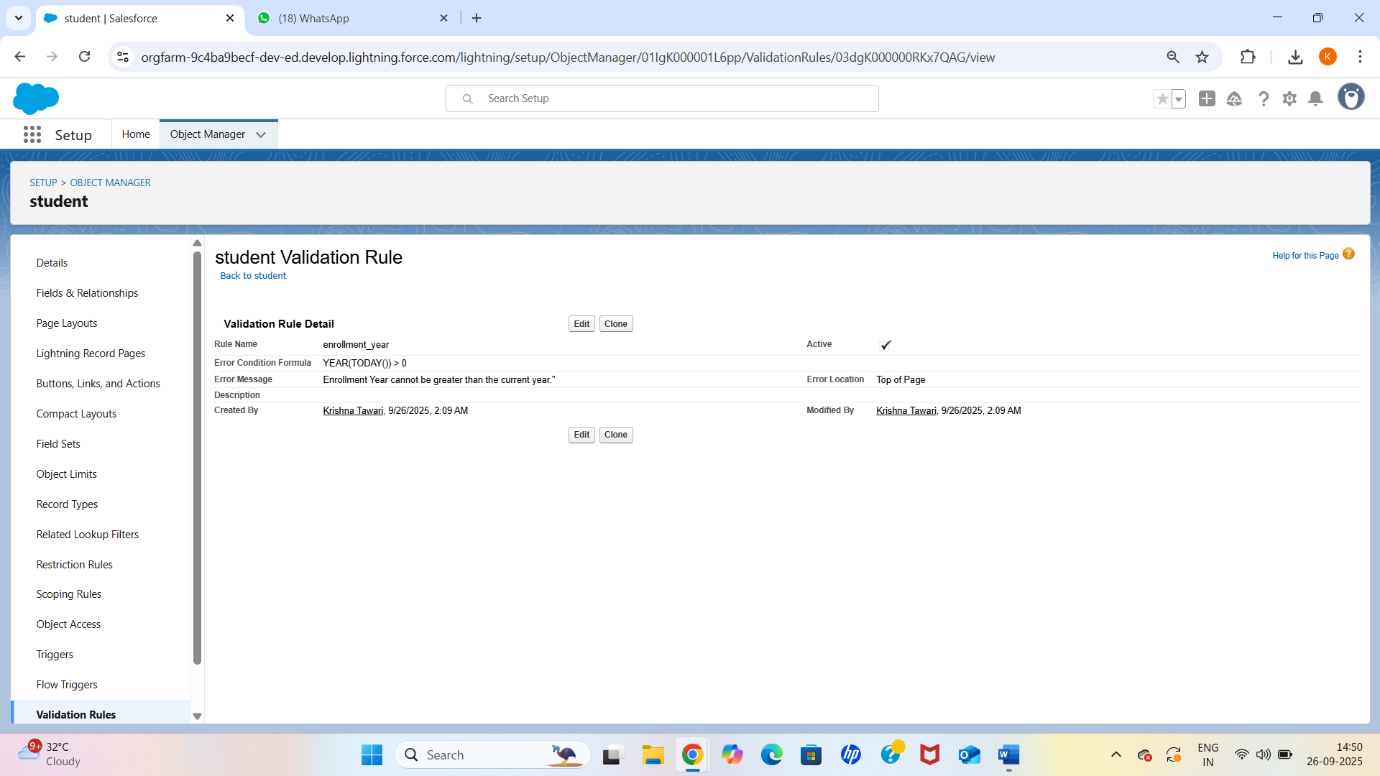 student | Salesforce
(18) WhatsApp
orgfarm-9c4ba9becf-dev-ed.develop.lightning.force.com/lightning/setup/ObjectManager/01IgK000001L6pp/ValidationRules/03dgK000000RKx7QAG/view
K
Search Setup
Setup
Home
Object Manager
SETUP > OBJECT MANAGER
student
Details
Fields & Relationships
Page Layouts
Lightning Record Pages
Buttons, Links, and Actions
Compact Layouts
Field Sets
Object Limits
Record Types
Related Lookup Filters
Restriction Rules
Scoping Rules
Object Access
Triggers
Flow Triggers
Validation Rules
student Validation Rule
Help for this Page
Back to student
Validation Rule Detail
Edit Clone
Rule Name enrollment_year Active
Error Condition Formula YEAR(TODAY()) > 0
Error Message Enrollment Year cannot be greater than the current year." Error Location Top of Page
Description
Created By Krishna Tawari, 9/26/2025, 2:09 AM Modified By Krishna Tawari, 9/26/2025, 2:09 AM
Edit Clone
9+
32°C
Cloudy
Search
ENG
IN
14:50
26-09-2025